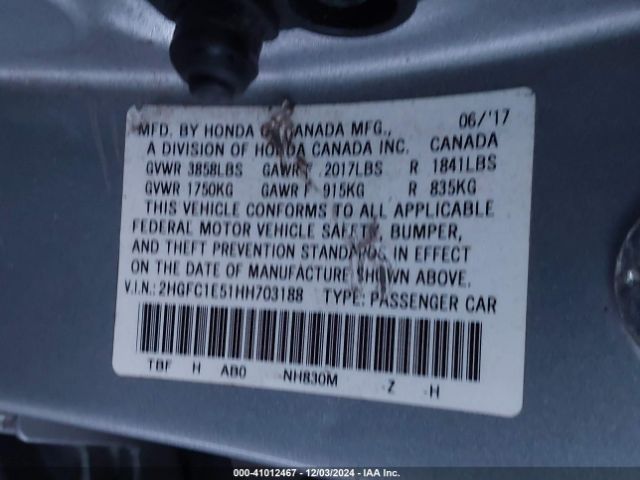 MFD. BY HONDA OF CANADA MFG., 06/'17
A DIVISION OF HONDA CANADA INC. CANADA
GVWR 3858LBS GAWR F 2017LBS R 1841LBS
GVWR 1750KG GAWR F 915KG R 835KG
THIS VEHICLE CONFORMS TO ALL APPLICABLE
FEDERAL MOTOR VEHICLE SAFETY, BUMPER,
AND THEFT PREVENTION STANDARDS IN EFFECT
ON THE DATE OF MANUFACTURE SHOWN ABOVE.
V.I.N.: 2HGFC1E51HH703188 TYPE: PASSENGER CAR
TBF H AB0 -NH830M -Z -H
000-41012467 - 12/03/2024 - IAA Inc.